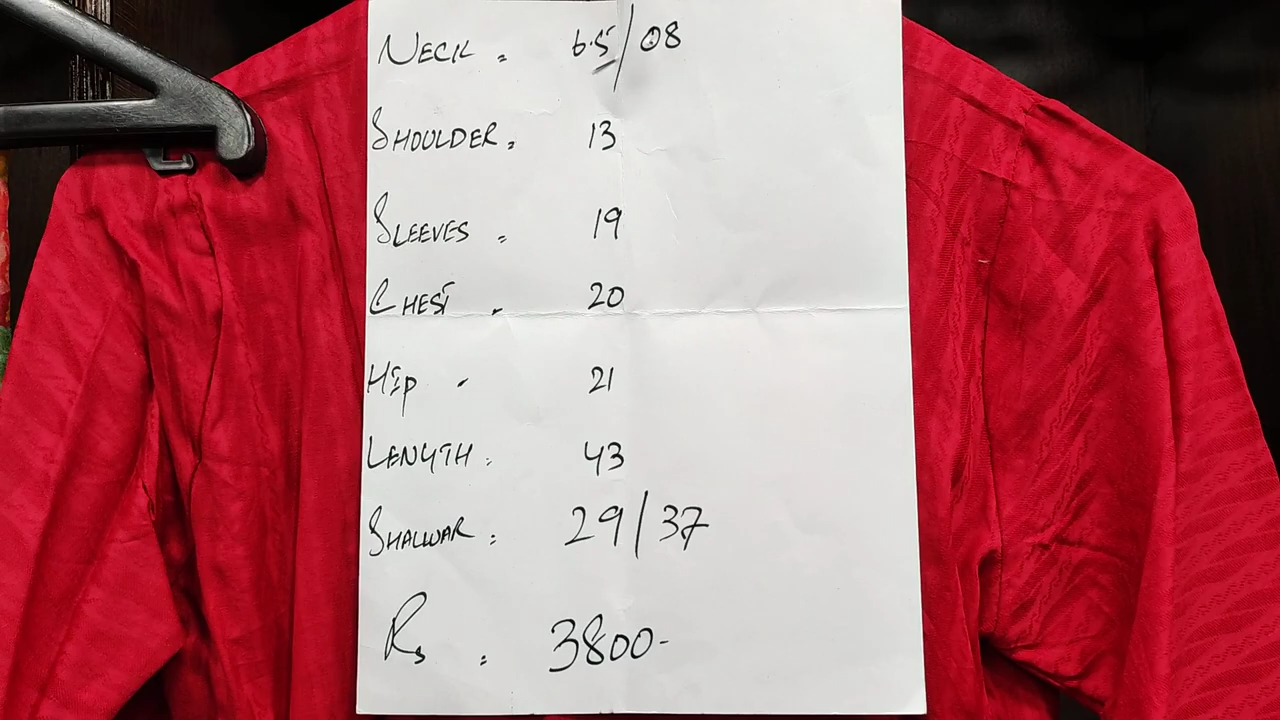 NECK = 6.5/08
SHOULDER = 13
SLEEVES = 19
CHEST - 20
Hip - 21
LENGTH = 43
SHALWAR = 29/37
Rs = 3800-